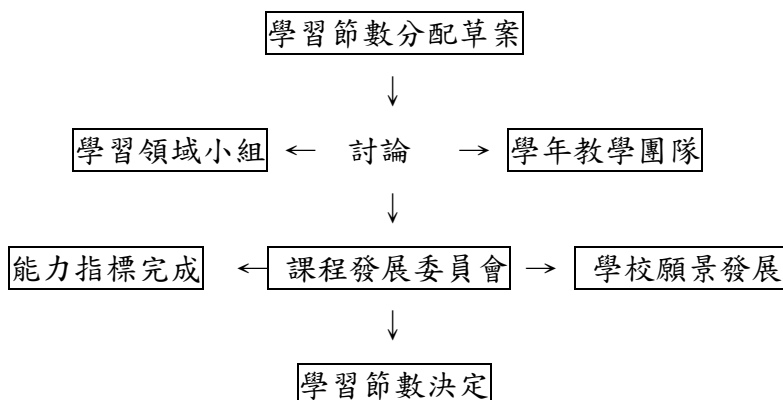 學習節數分配草案
↓
學習領域小組 ← 討論 → 學年教學團隊
↓
能力指標完成 ← 課程發展委員會 → 學校願景發展
↓
學習節數決定